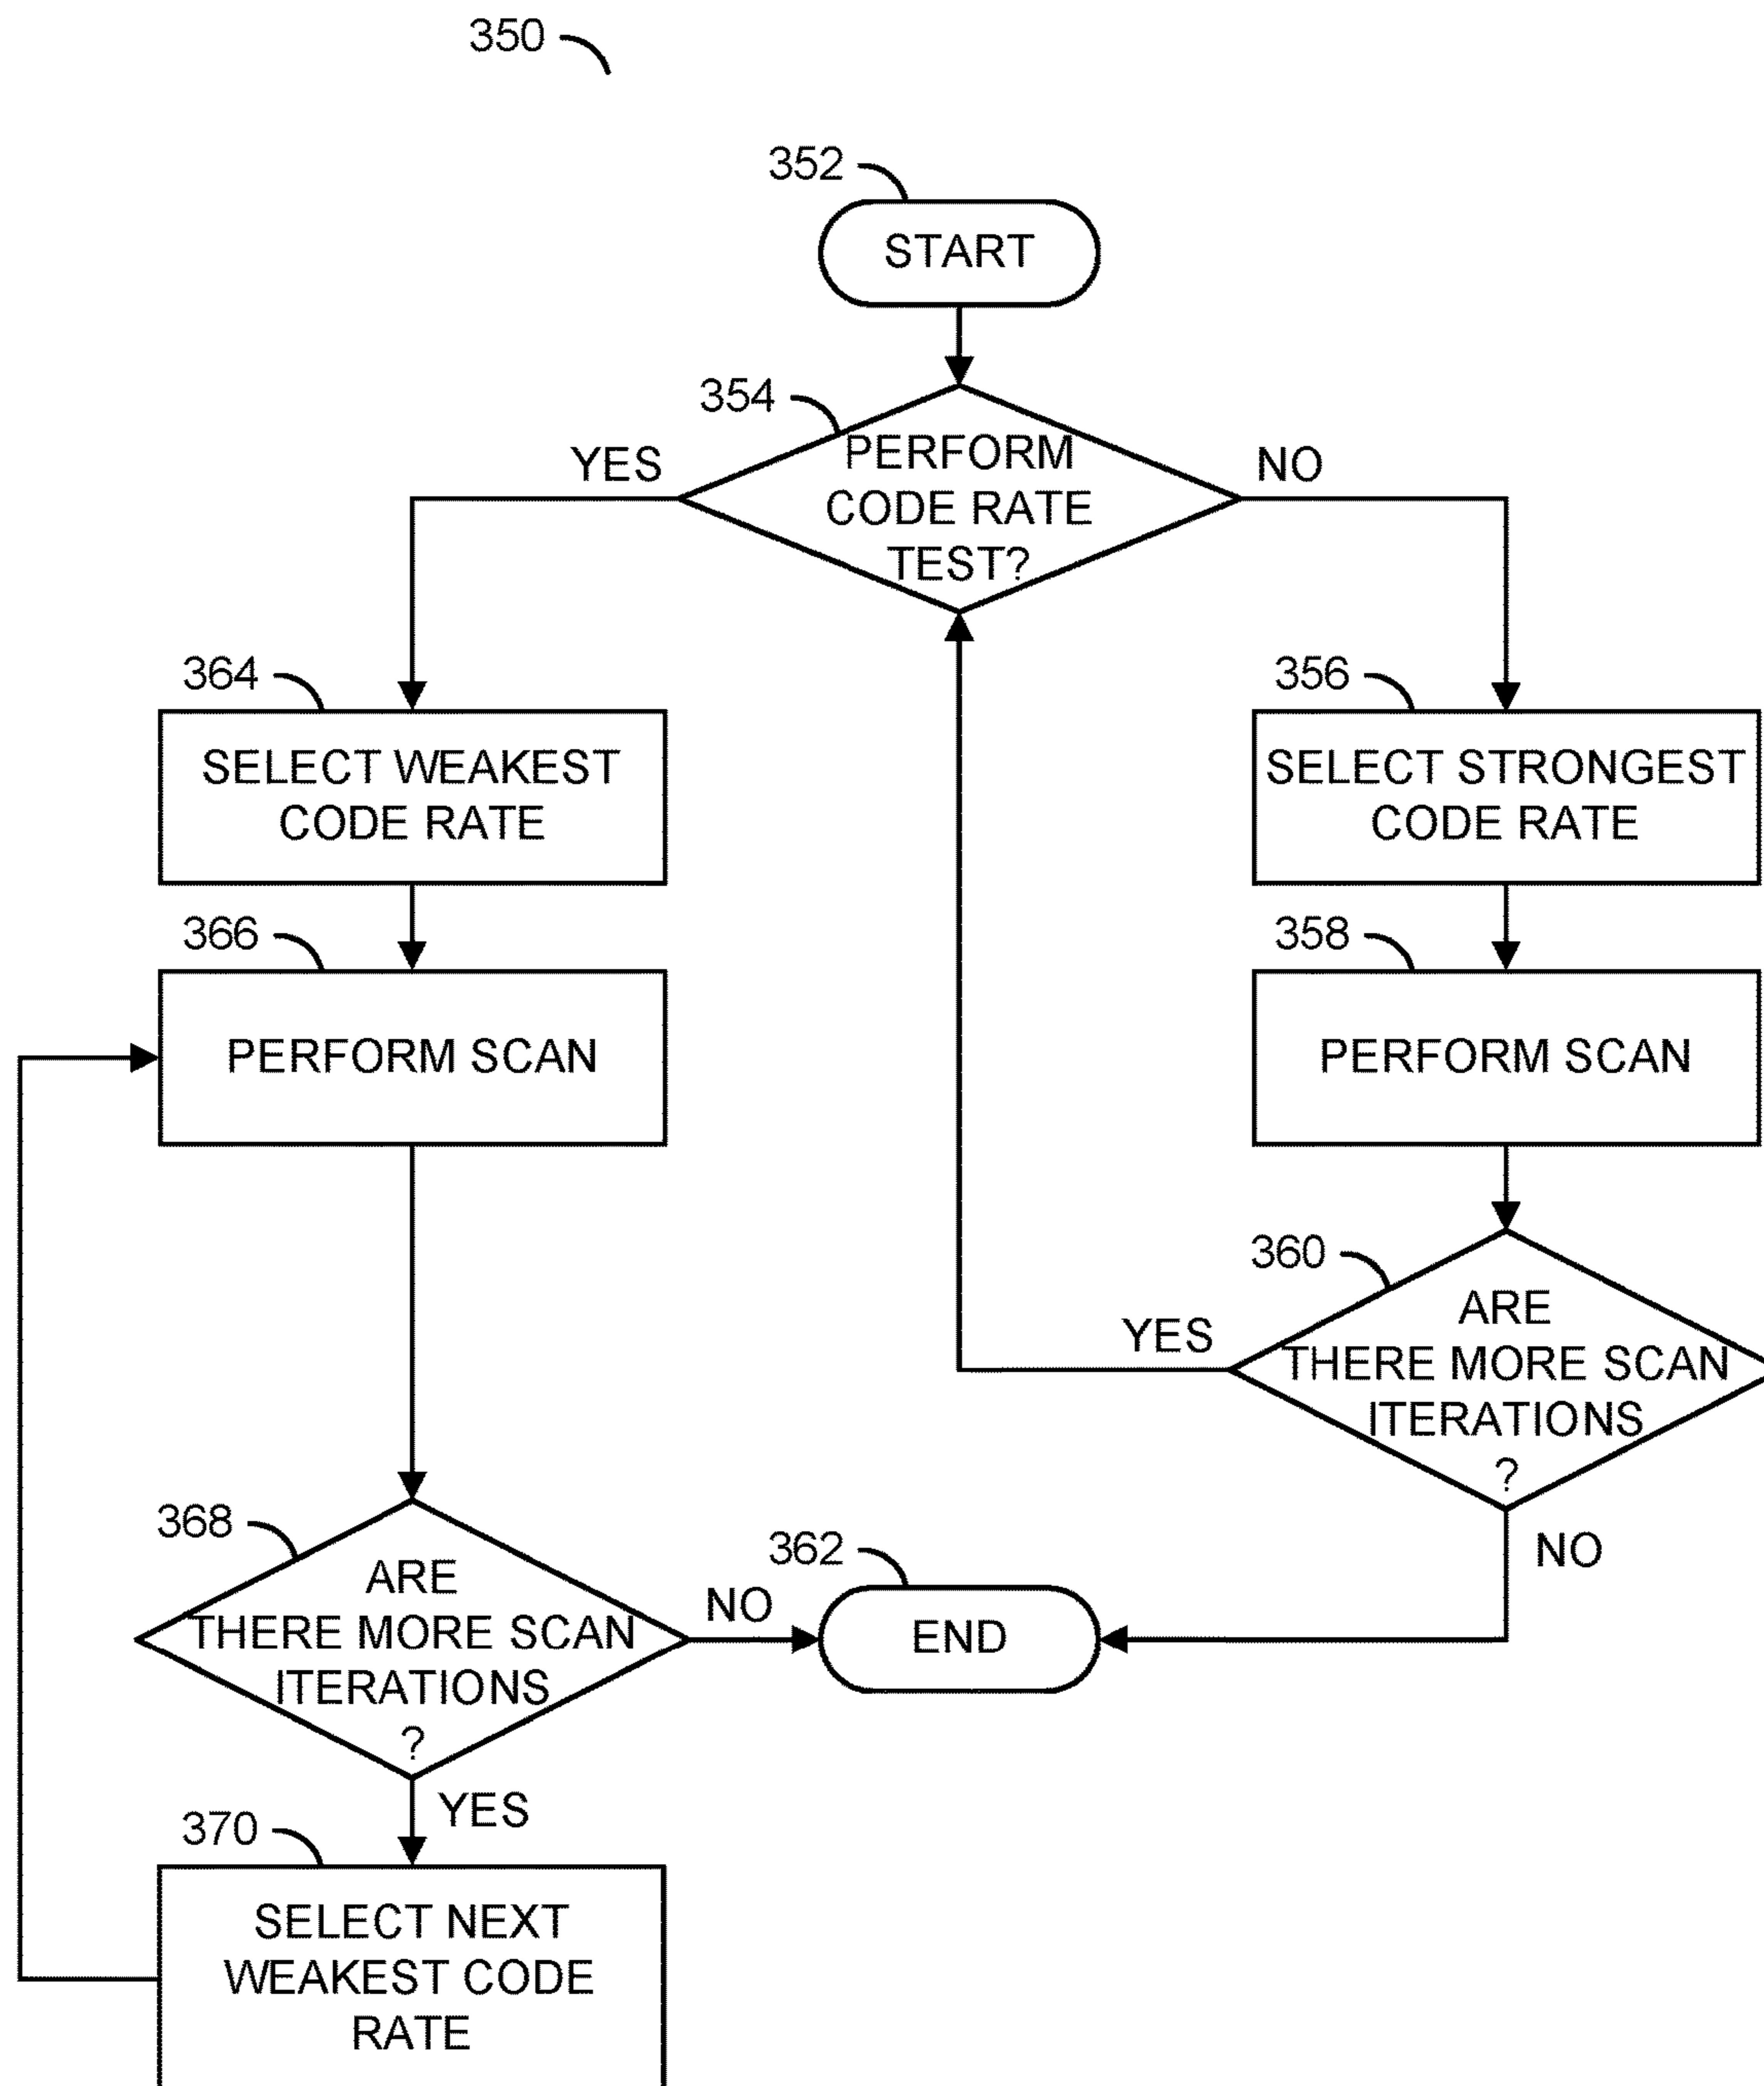 350
352
START
354
PERFORM
CODE RATE
TEST?
YES
NO
364
SELECT WEAKEST
CODE RATE
356
SELECT STRONGEST
CODE RATE
366
PERFORM SCAN
358
PERFORM SCAN
360
ARE
THERE MORE SCAN
ITERATIONS
?
YES
NO
368
ARE
THERE MORE SCAN
ITERATIONS
?
NO
362
END
YES
370
SELECT NEXT
WEAKEST CODE
RATE